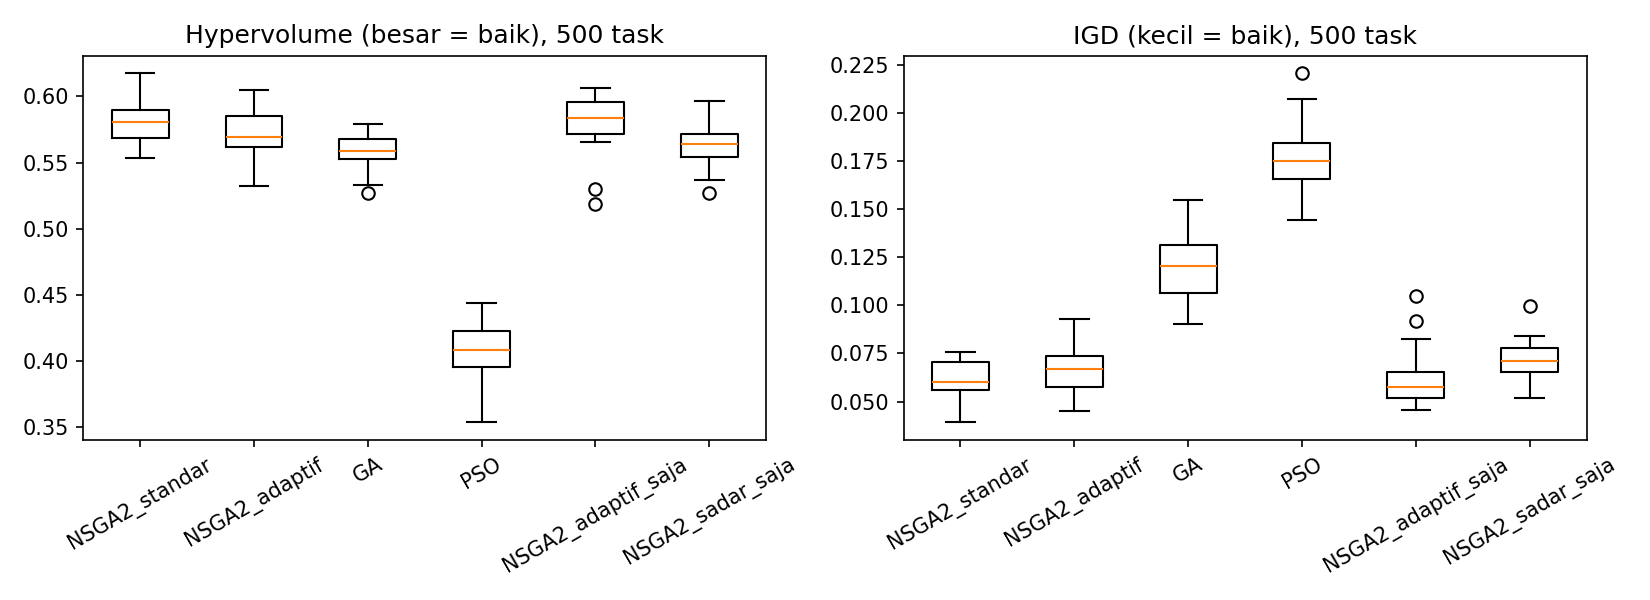 Hypervolume (besar = baik), 500 task
0.60
0.55
0.50
0.45
0.40
0.35
NSGA2_standar
NSGA2_adaptif
GA
PSO
NSGA2_adaptif_saja
NSGA2_sadar_saja
IGD (kecil = baik), 500 task
0.225
0.200
0.175
0.150
0.125
0.100
0.075
0.050
NSGA2_standar
NSGA2_adaptif
GA
PSO
NSGA2_adaptif_saja
NSGA2_sadar_saja